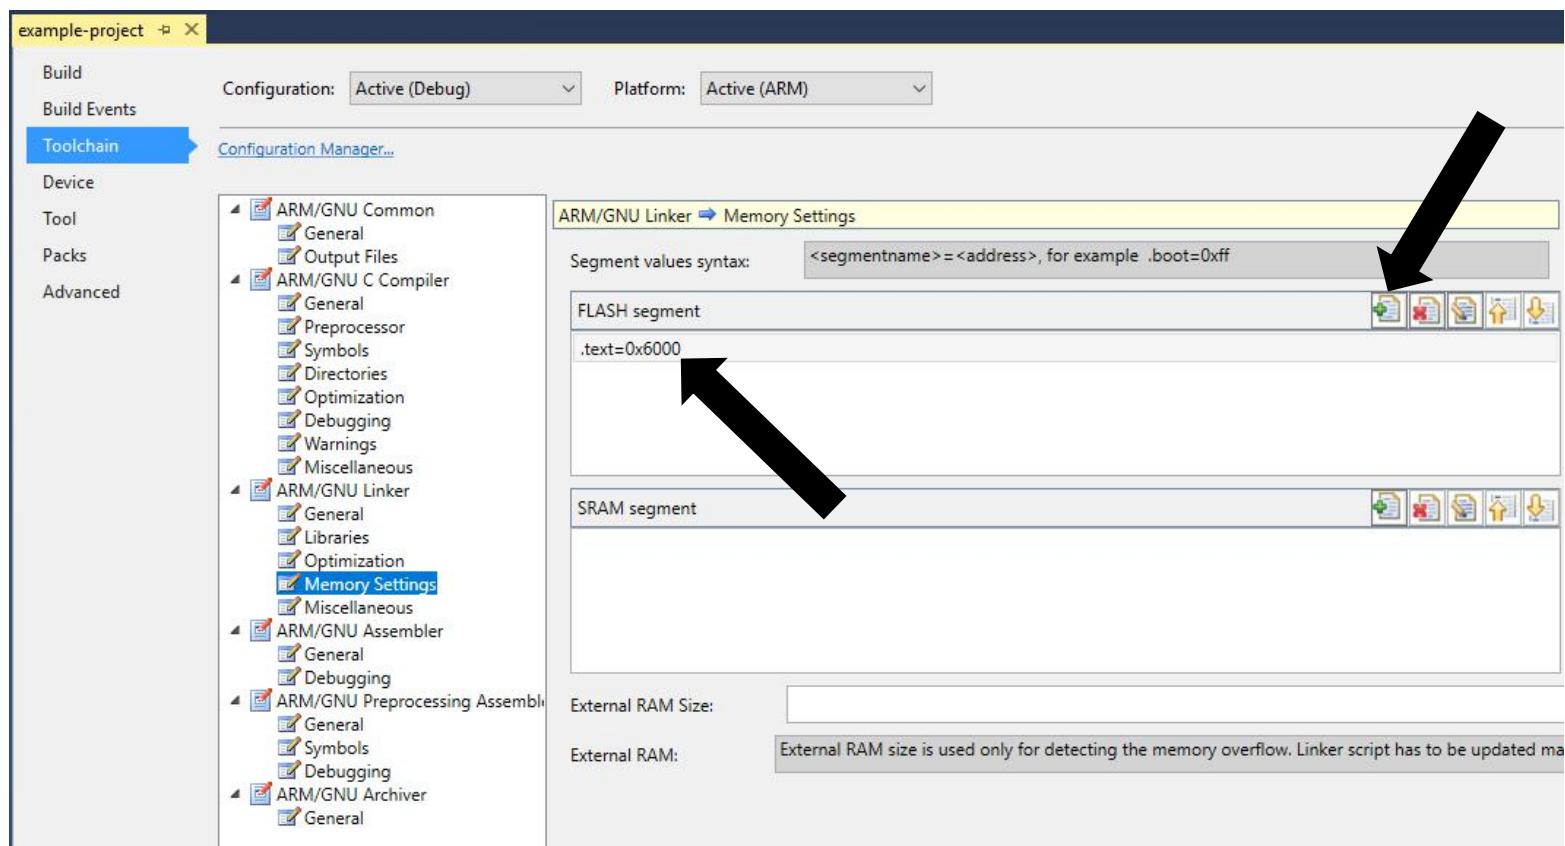 example-project
Build
Build Events
Toolchain
Device
Tool
Packs
Advanced
Configuration: Active (Debug) Platform: Active (ARM)
Configuration Manager...
ARM/GNU Common
General
Output Files
ARM/GNU C Compiler
General
Preprocessor
Symbols
Directories
Optimization
Debugging
Warnings
Miscellaneous
ARM/GNU Linker
General
Libraries
Optimization
Memory Settings
Miscellaneous
ARM/GNU Assembler
General
Debugging
ARM/GNU Preprocessing Assembl
General
Symbols
Debugging
ARM/GNU Archiver
General
ARM/GNU Linker Memory Settings
Segment values syntax: <segmentname>=<address>, for example .boot=0xff
FLASH segment
.text=0x6000
SRAM segment
External RAM Size:
External RAM: External RAM size is used only for detecting the memory overflow. Linker script has to be updated ma